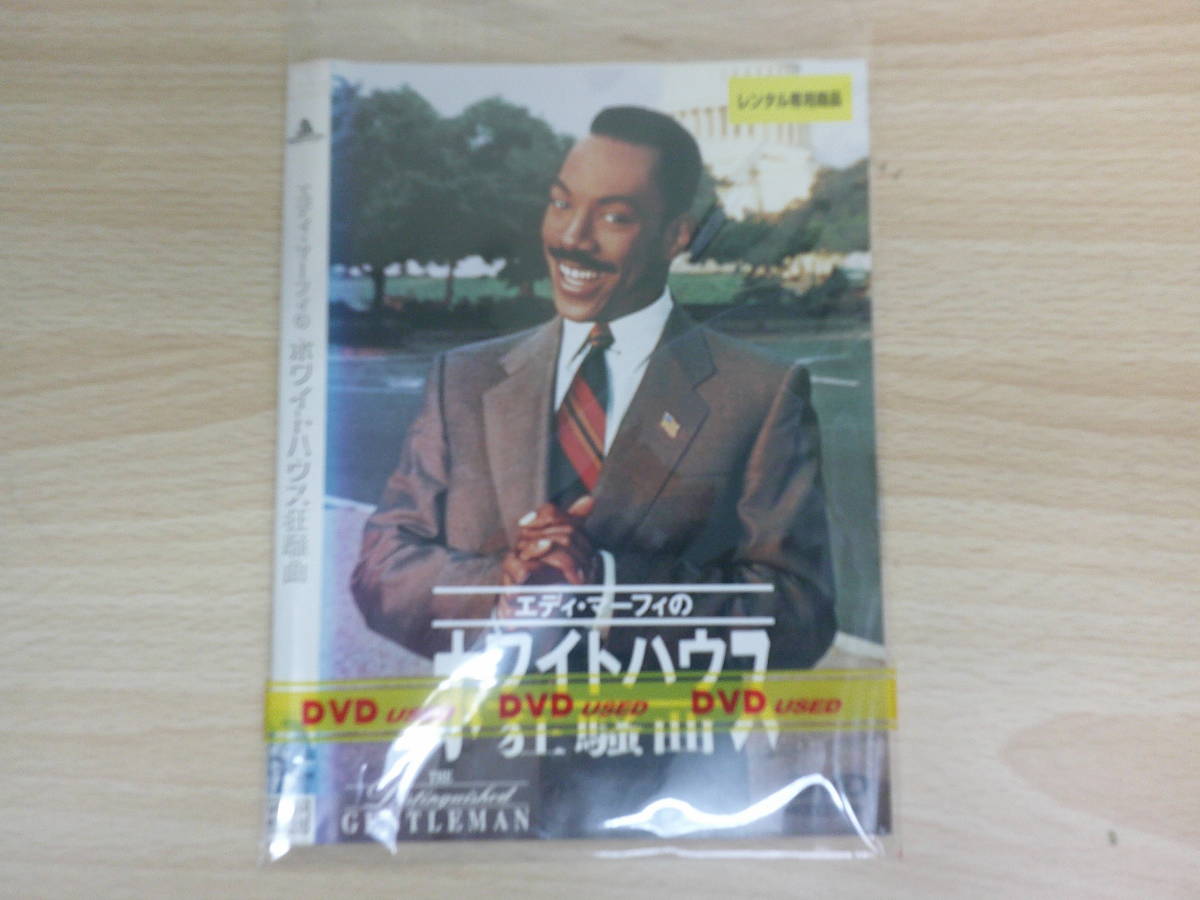 レンタル専用商品
エディ・マーフィの ホワイトハウス狂騒曲
エディ・マーフィの
ホワイトハウス
狂騒曲
DVD USED DVD USED DVD USED
THE
distinguished
GENTLEMAN